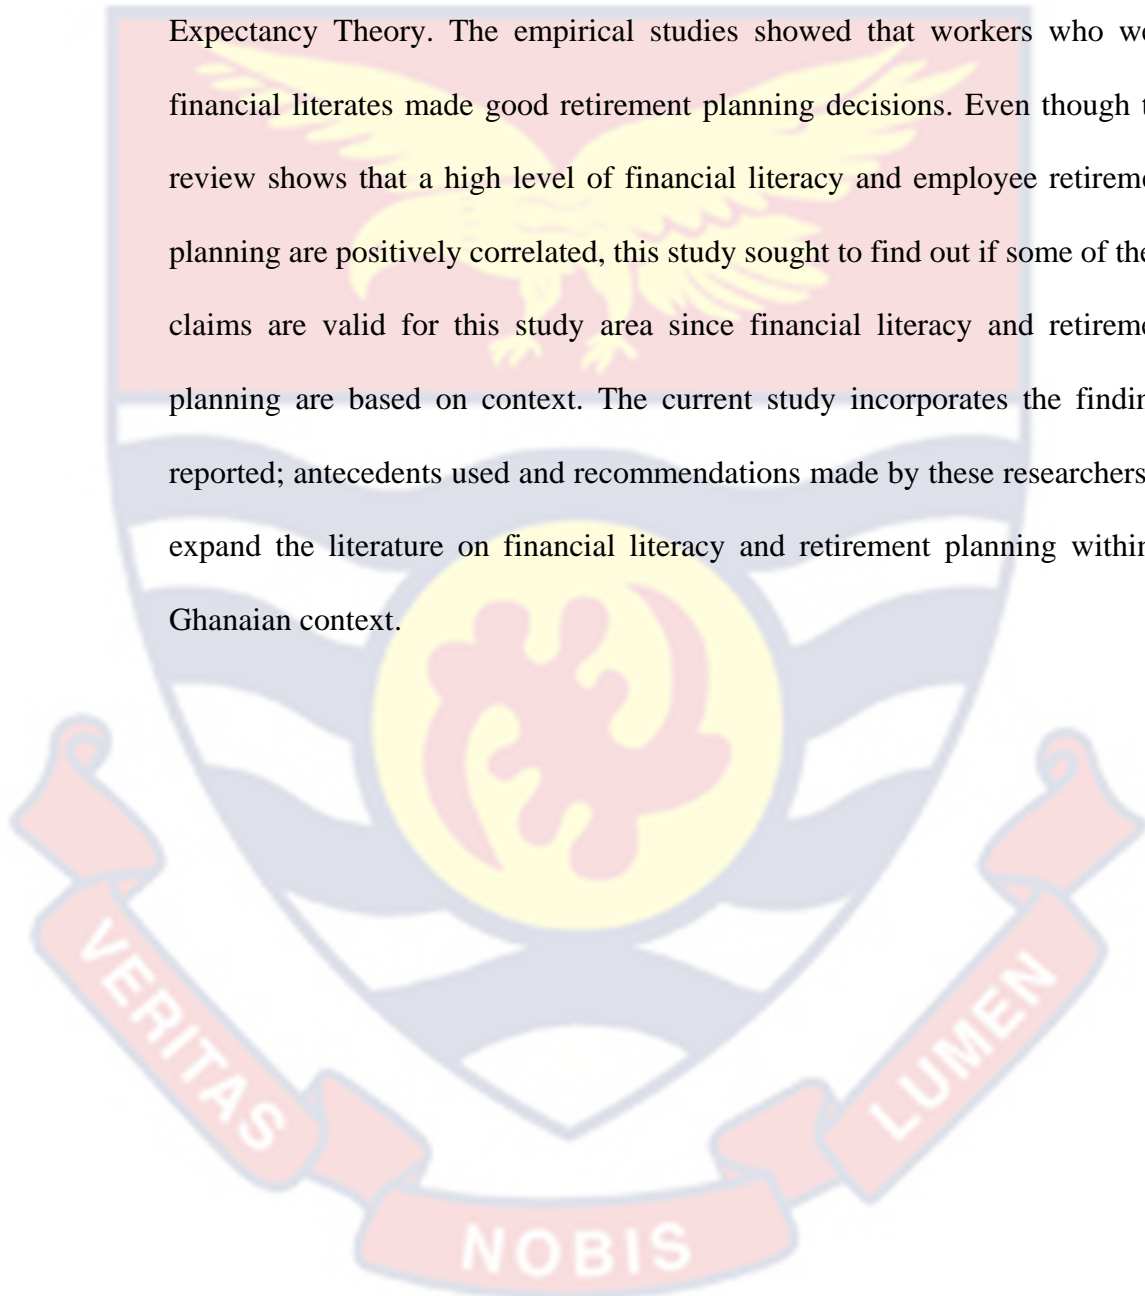 Expectancy Theory. The empirical studies showed that workers who we
financial literates made good retirement planning decisions. Even though t
review shows that a high level of financial literacy and employee retireme
planning are positively correlated, this study sought to find out if some of the
claims are valid for this study area since financial literacy and retireme
planning are based on context. The current study incorporates the findin
reported; antecedents used and recommendations made by these researchers
expand the literature on financial literacy and retirement planning within
Ghanaian context.
VERITAS
NOBIS
LUMEN